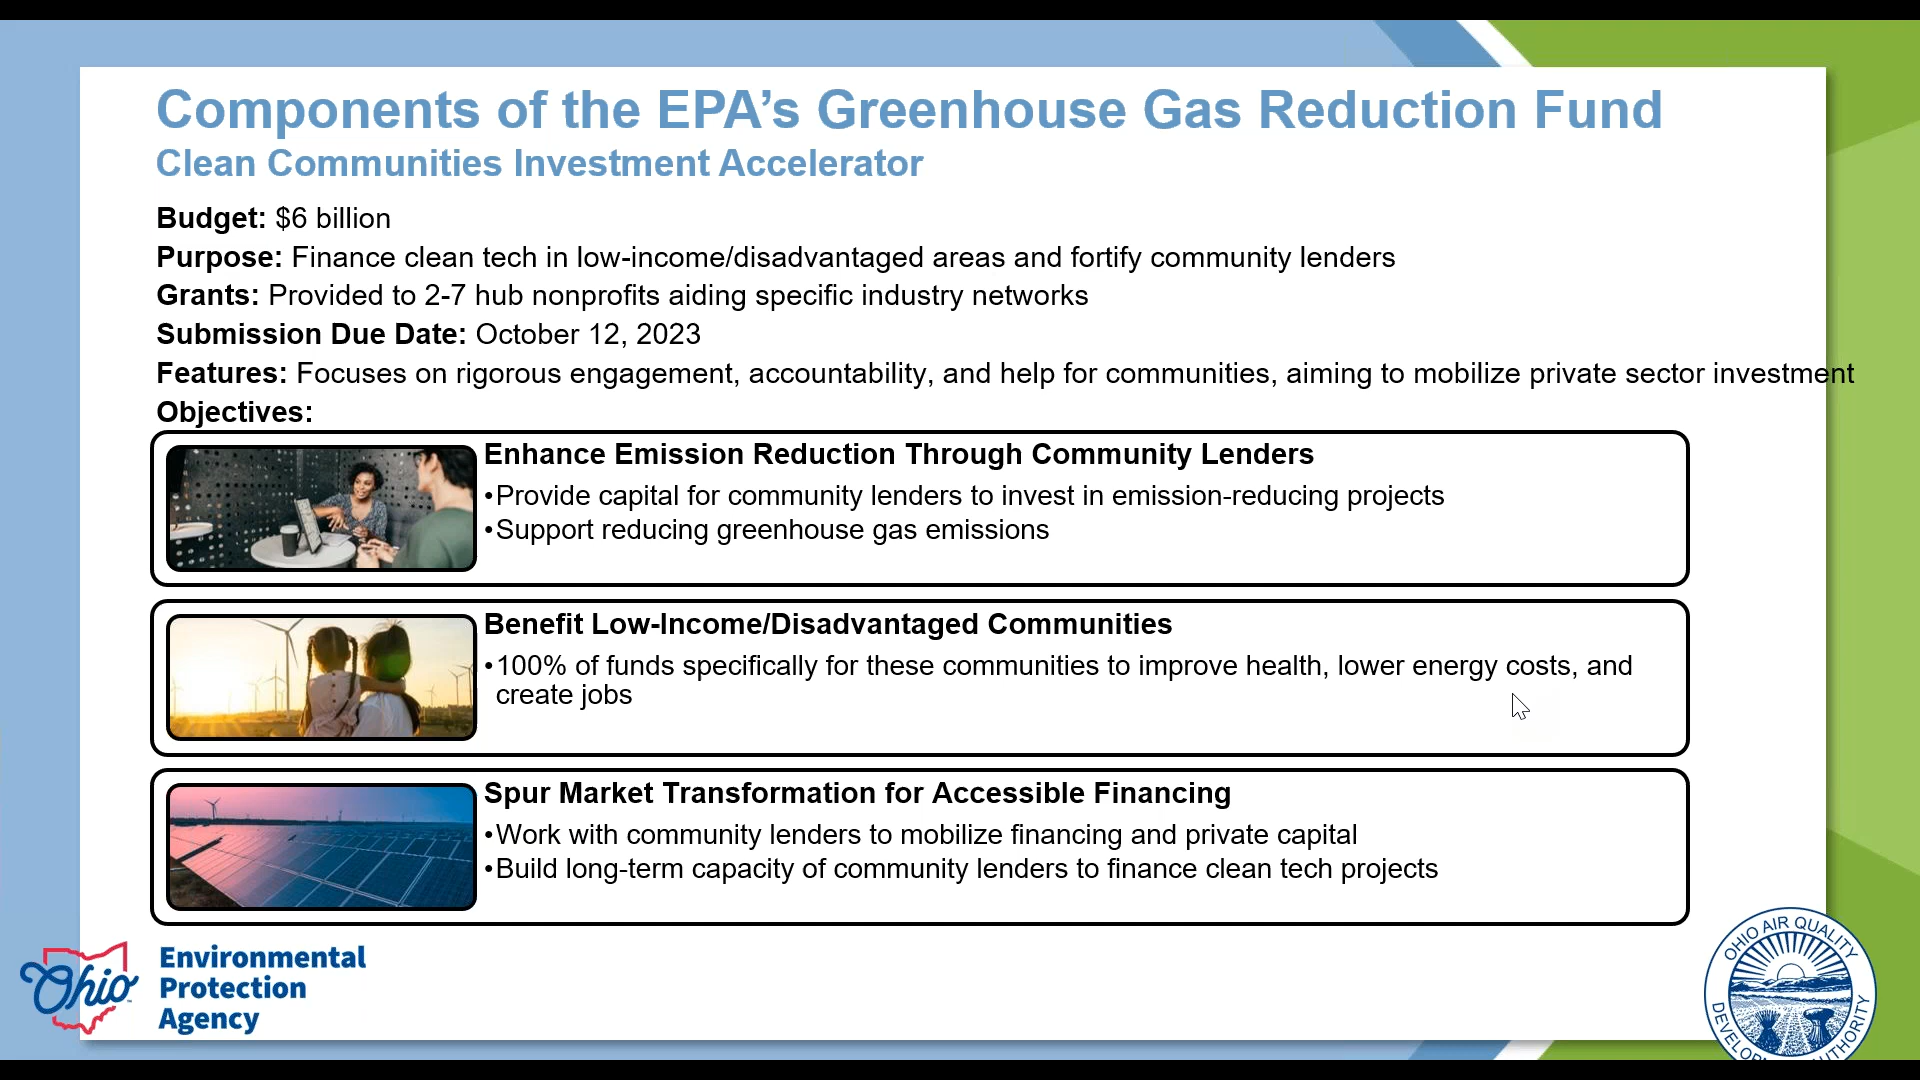 Components of the EPA’s Greenhouse Gas Reduction Fund
Clean Communities Investment Accelerator
Budget: $6 billion
Purpose: Finance clean tech in low-income/disadvantaged areas and fortify community lenders
Grants: Provided to 2-7 hub nonprofits aiding specific industry networks
Submission Due Date: October 12, 2023
Features: Focuses on rigorous engagement, accountability, and help for communities, aiming to mobilize private sector investment
Objectives:
Enhance Emission Reduction Through Community Lenders
•Provide capital for community lenders to invest in emission-reducing projects
•Support reducing greenhouse gas emissions
Benefit Low-Income/Disadvantaged Communities
•100% of funds specifically for these communities to improve health, lower energy costs, and
create jobs
Spur Market Transformation for Accessible Financing
•Work with community lenders to mobilize financing and private capital
•Build long-term capacity of community lenders to finance clean tech projects
Ohio
Environmental
Protection
Agency
OHIO AIR QUALITY